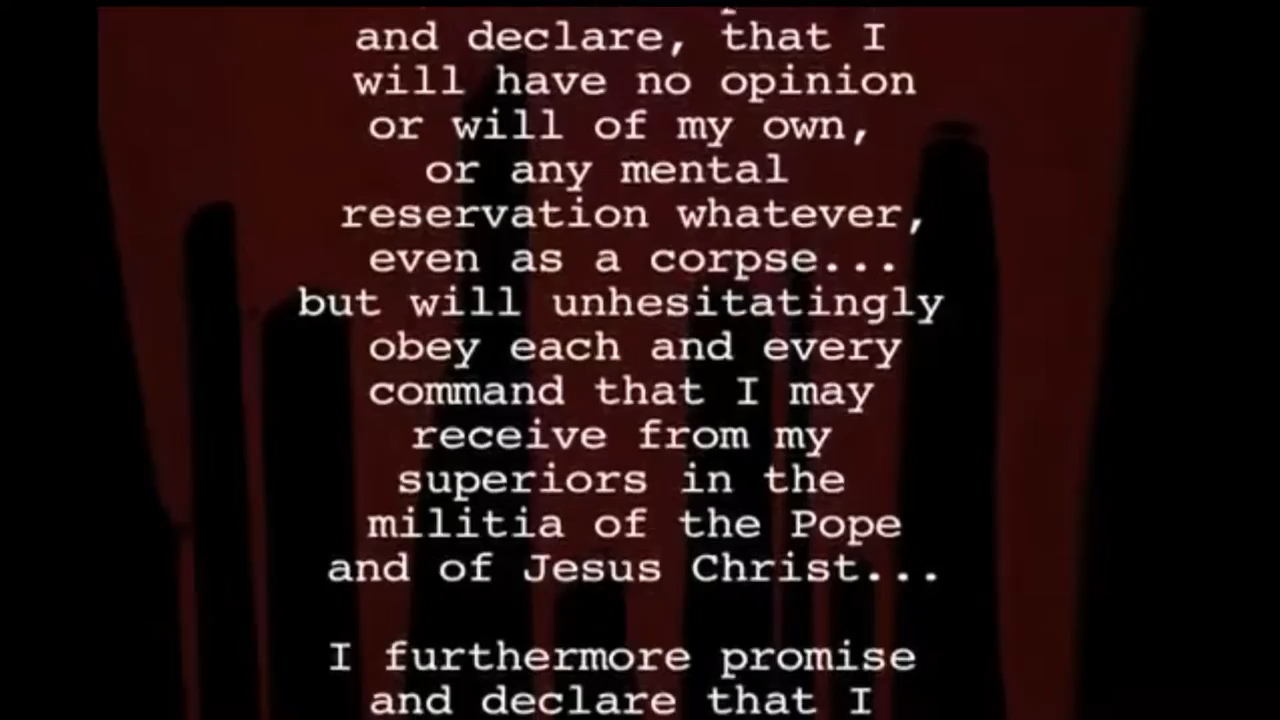 and declare, that I
will have no opinion
or will of my own,
or any mental
reservation whatever,
even as a corpse...
but will unhesitatingly
obey each and every
command that I may
receive from my
superiors in the
militia of the Pope
and of Jesus Christ...
I furthermore promise
and declare that I